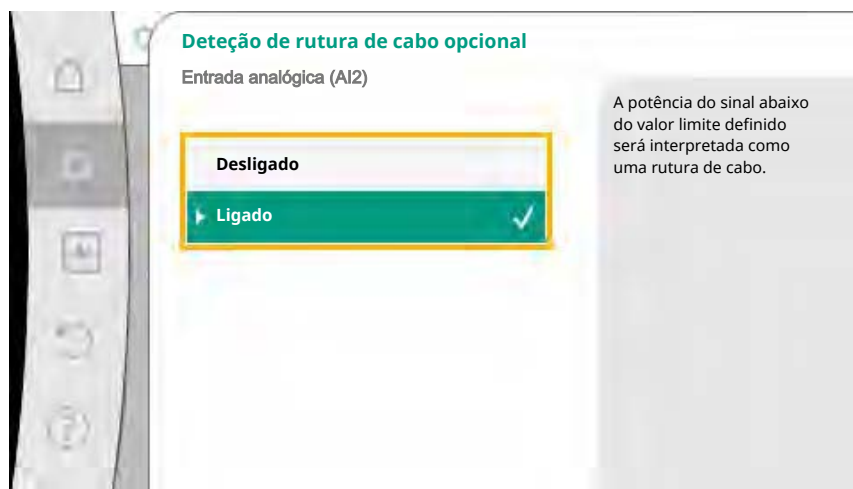 Deteção de rutura de cabo opcional
Entrada analógica (AI2)
Desligado
Ligado
A potência do sinal abaixo
do valor limite definido
será interpretada como
uma rutura de cabo.